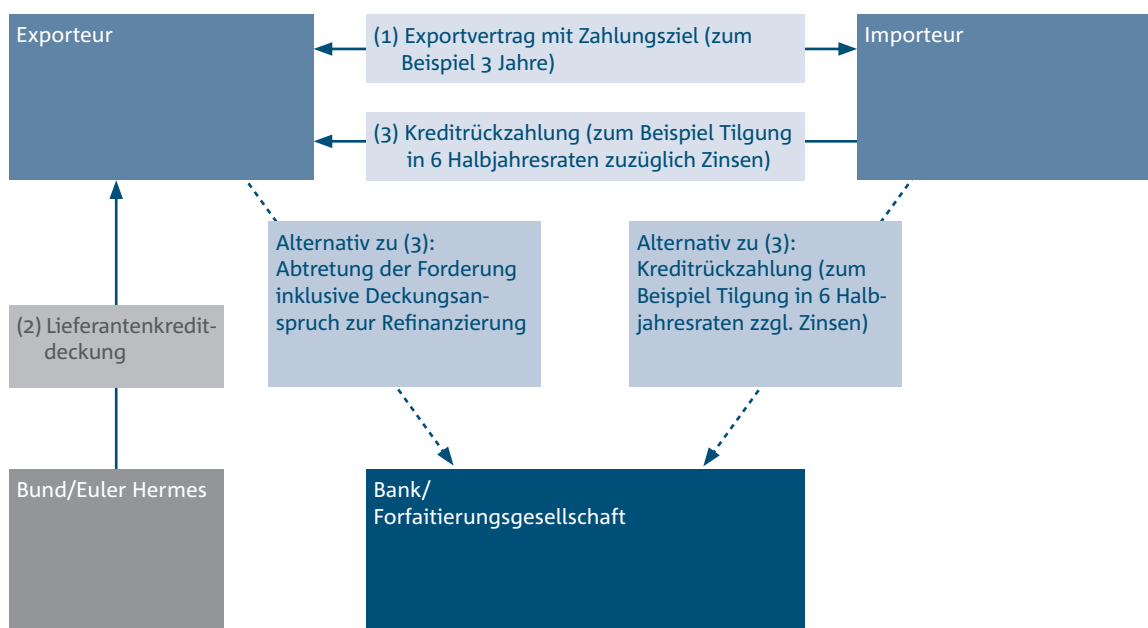 Exporteur
(1) Exportvertrag mit Zahlungsziel (zum
Beispiel 3 Jahre)
Importeur
(3) Kreditrückzahlung (zum Beispiel Tilgung
in 6 Halbjahresraten zuzüglich Zinsen)
Alternativ zu (3):
Abtretung der Forderung
inklusive Deckungsan-
spruch zur Refinanzierung
Alternativ zu (3):
Kreditrückzahlung (zum
Beispiel Tilgung in 6 Halb-
jahresraten zzgl. Zinsen)
(2) Lieferantenkredit-
deckung
Bund/Euler Hermes
Bank/
Forfaitierungsgesellschaft